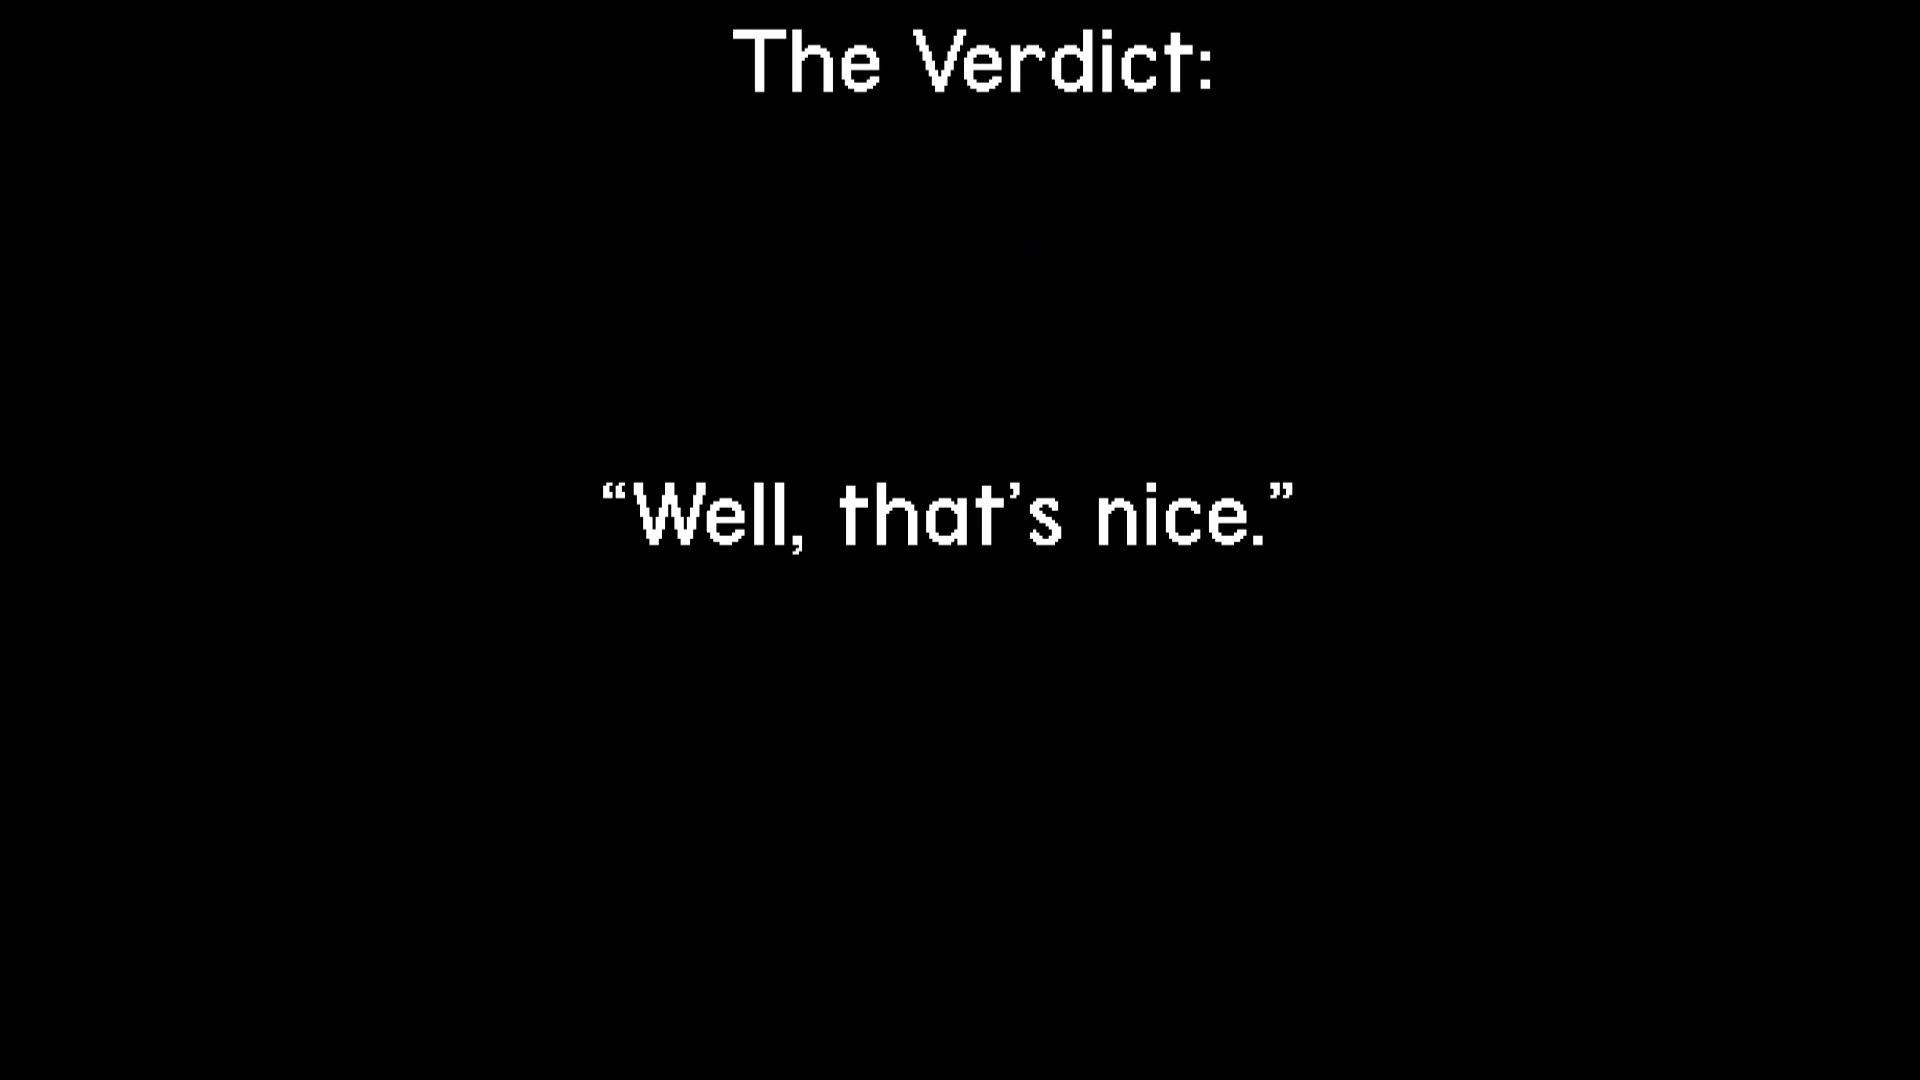 The Verdict:
“Well, that’s nice.”